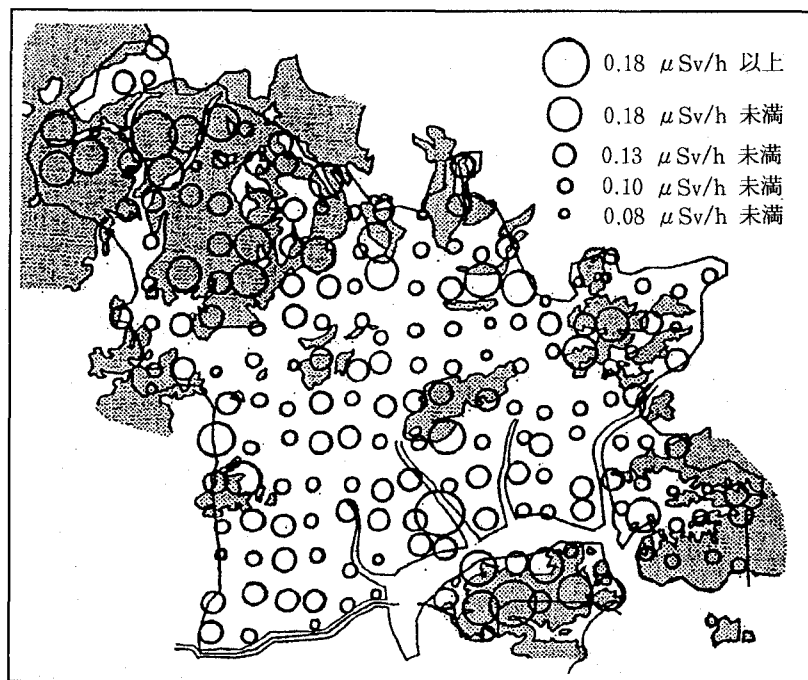 0.18 μSv/h 以上
0.18 μSv/h 未満
0.13 μSv/h 未満
0.10 μSv/h 未満
0.08 μSv/h 未満